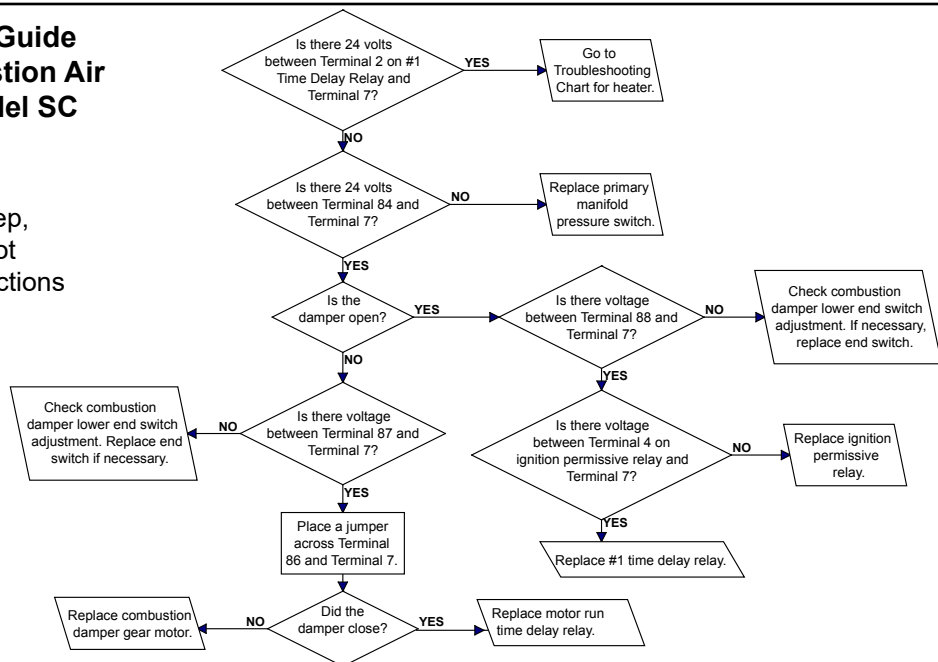 Guide
stion Air
del SC
ep,
ot
ctions
Is there 24 volts
between Terminal 2 on #1
Time Delay Relay and
Terminal 7?
YES
Go to
Troubleshooting
Chart for heater.
NO
Is there 24 volts
between Terminal 84 and
Terminal 7?
NO
Replace primary
manifold
pressure switch.
YES
Is the
damper open?
YES
Is there voltage
between Terminal 88 and
Terminal 7?
NO
Check combustion
damper lower end switch
adjustment. If necessary,
replace end switch.
NO
YES
Check combustion
damper lower end switch
adjustment. Replace end
switch if necessary.
NO
Is there voltage
between Terminal 87 and
Terminal 7?
Is there voltage
between Terminal 4 on
ignition permissive relay and
Terminal 7?
NO
Replace ignition
permissive
relay.
YES
YES
Place a jumper
across Terminal
86 and Terminal 7.
Replace #1 time delay relay.
Replace combustion
damper gear motor.
NO
Did the
damper close?
YES
Replace motor run
time delay relay.